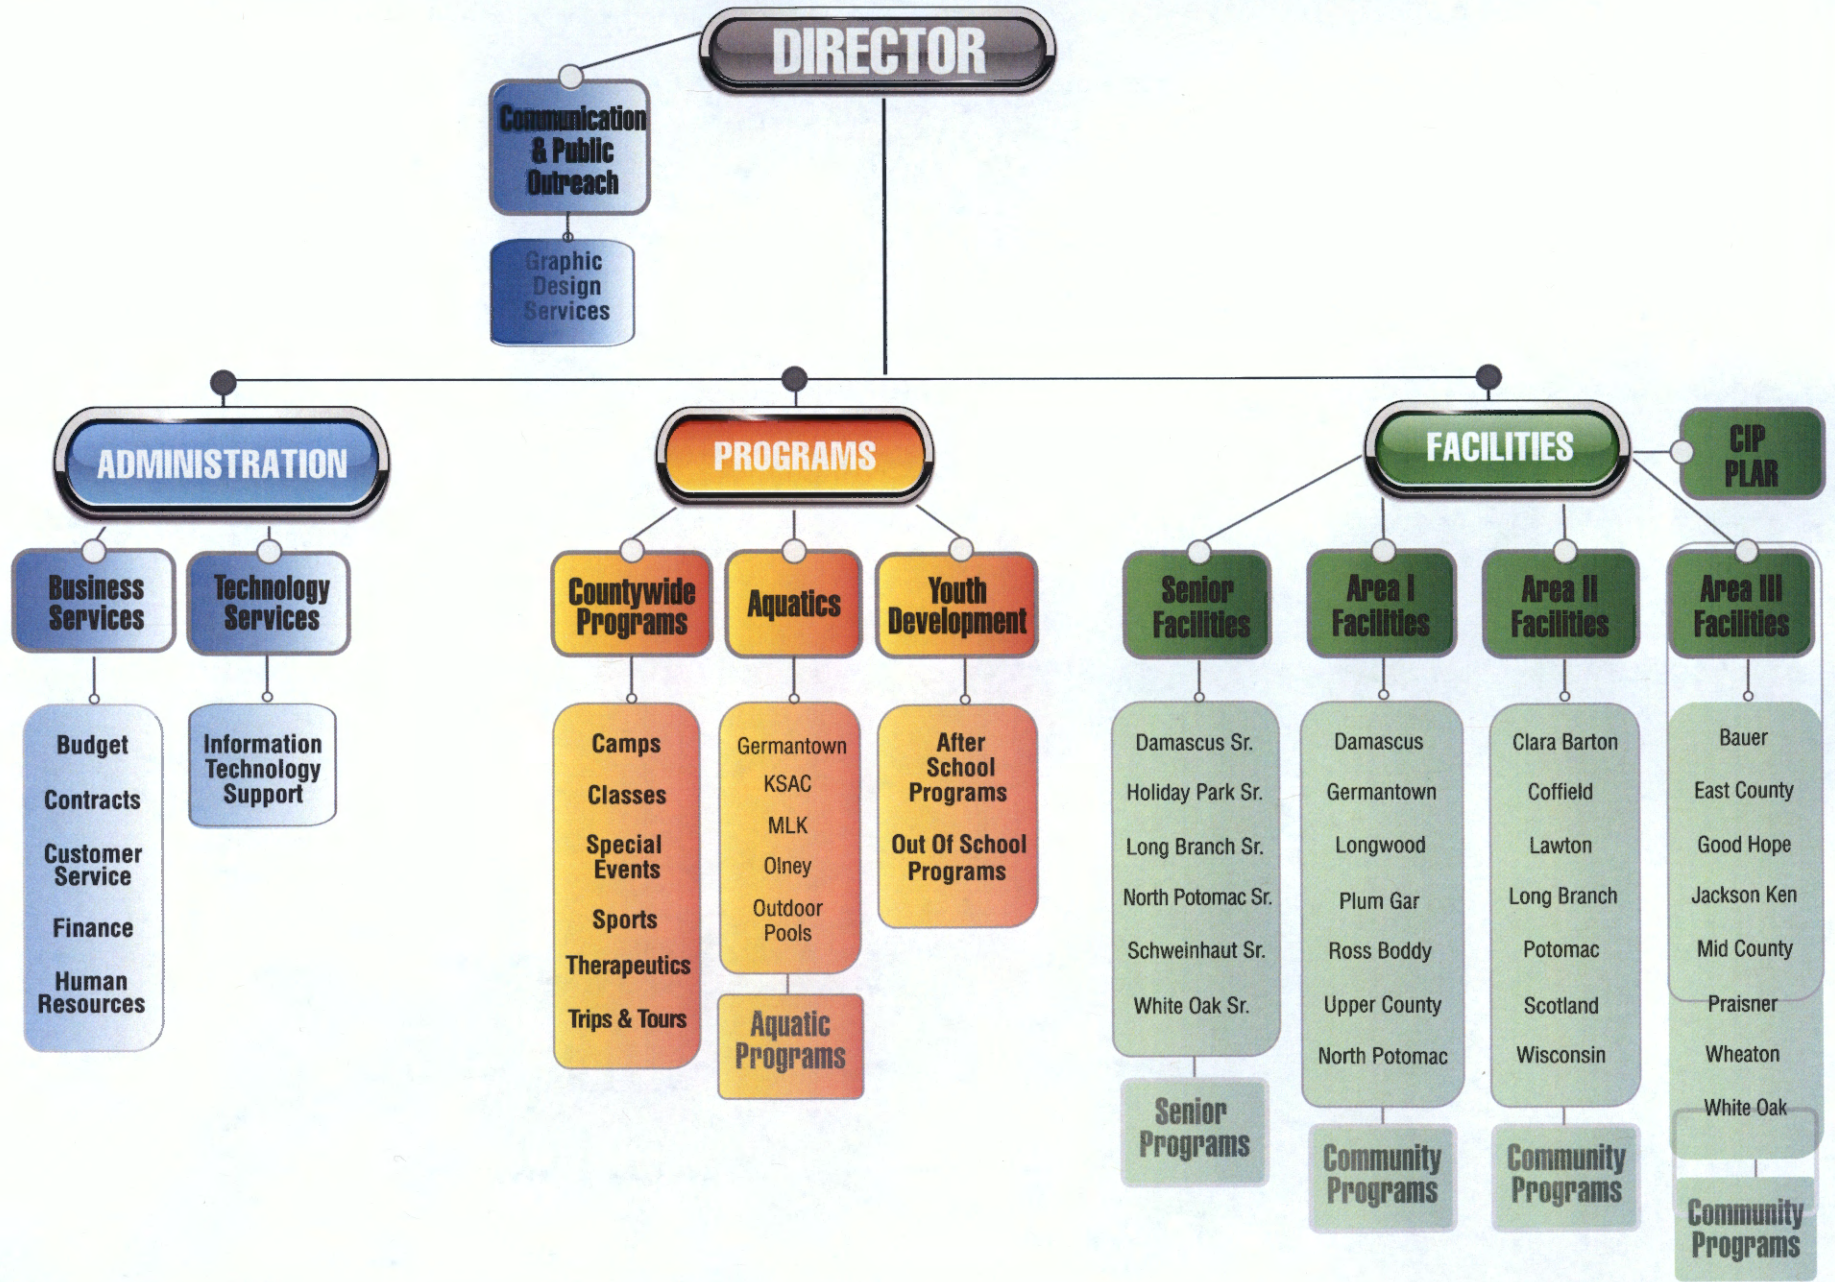 DIRECTOR
Communication
& Public
Outreach
Graphic
Design
Services
ADMINISTRATION
Business
Services
Budget
Contracts
Customer
Service
Finance
Human
Resources
Technology
Services
Information
Technology
Support
PROGRAMS
Countywide
Programs
Camps
Classes
Special
Events
Sports
Therapeutics
Trips & Tours
Aquatics
Germantown
KSAC
MLK
Olney
Outdoor
Pools
Aquatic
Programs
Youth
Development
After
School
Programs
Out Of School
Programs
FACILITIES
CIP
PLAR
Senior
Facilities
Damascus Sr.
Holiday Park Sr.
Long Branch Sr.
North Potomac Sr.
Schweinhaut Sr.
White Oak Sr.
Senior
Programs
Area I
Facilities
Damascus
Germantown
Longwood
Plum Gar
Ross Boddy
Upper County
North Potomac
Community
Programs
Area II
Facilities
Clara Barton
Coffield
Lawton
Long Branch
Potomac
Scotland
Wisconsin
Community
Programs
Area III
Facilities
Bauer
East County
Good Hope
Jackson Ken
Mid County
Praisner
Wheaton
White Oak
Community
Programs